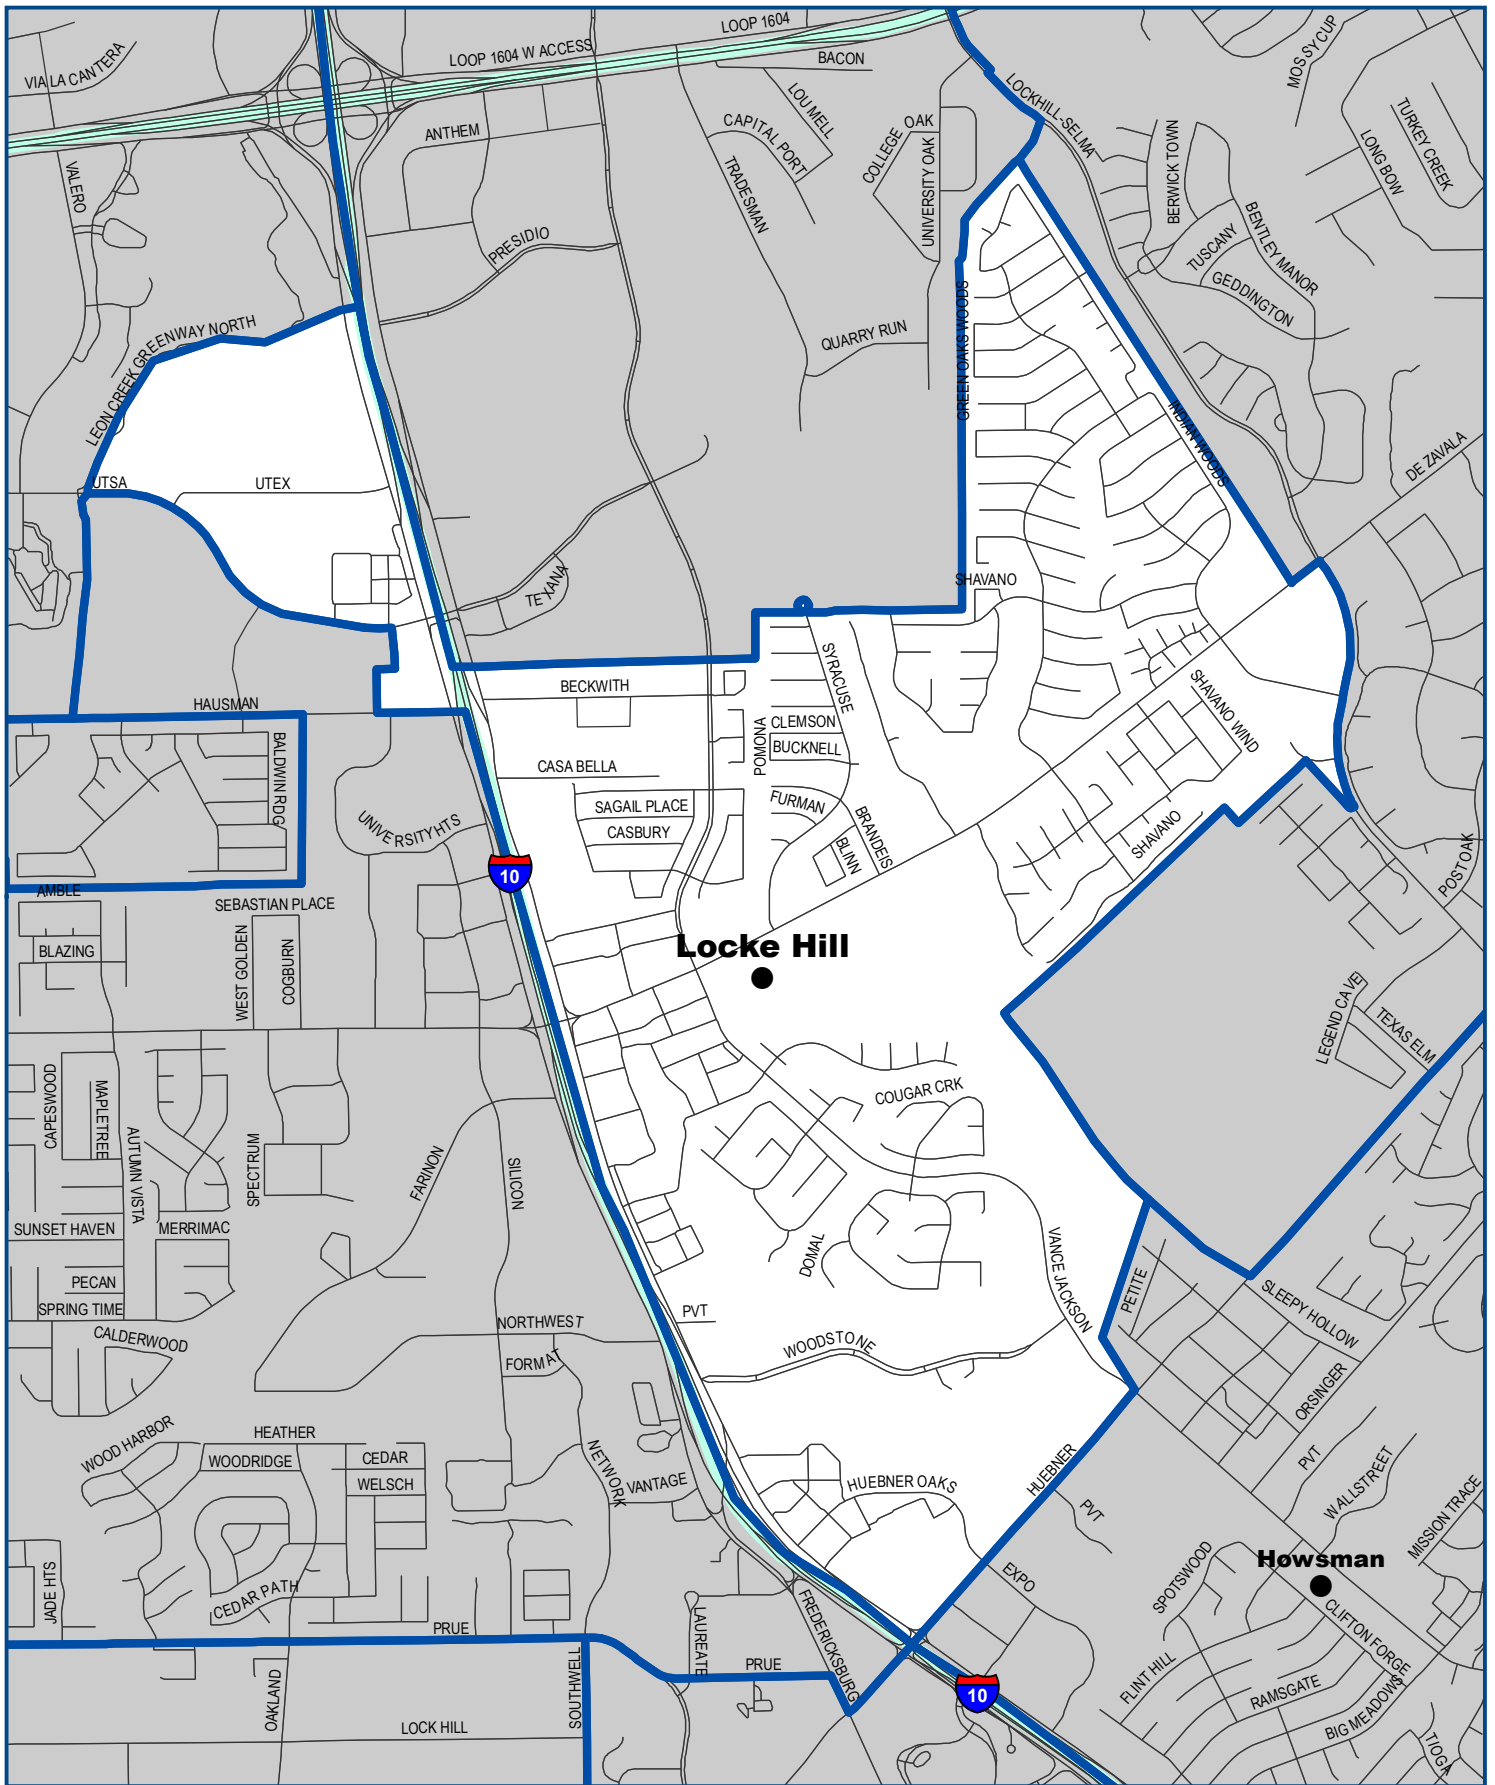 LOOP 1604
LOOP 1604 W ACCESS
VIA LA CANTERA
BACON
MOSSYCUP
LOU MELL
LOCKHILL-SELMA
TURKEY CREEK
CAPITAL PORT
COLLEGE OAK
ANTHEM
LONG BOW
BERWICK TOWN
VALERO
TRADESMAN
UNIVERSITY OAK
PRESIDIO
TUSCANY
BENTLEY MANOR
GEDDINGTON
LEON CREEK GREENWAY NORTH
QUARRY RUN
GREEN OAKS WOODS
INDIAN WOODS
DE ZAVALA
UTSA
UTEX
TEXANA
SHAVANO
HAUSMAN
BECKWITH
SYRACUSE
SHAVANO WIND
CLEMSON
POMONA
BUCKNELL
BALDWIN RDG
CASA BELLA
SAGAIL PLACE
FURMAN
CASBURY
BRANDEIS
BLINN
UNIVERSITY HTS
SHAVANO
POST OAK
10
AMBLE
SEBASTIAN PLACE
BLAZING
WEST GOLDEN
COGBURN
Locke Hill
LEGEND CAVE
TEXAS ELM
CAPESWOOD
MAPLETREE
AUTUMN VISTA
SPECTRUM
COUGAR CRK
FARINON
SILICON
SUNSET HAVEN
MERRIMAC
DOMAL
VANCE JACKSON
PETITE
PECAN
SPRING TIME
PVT
SLEEPY HOLLOW
CALDERWOOD
NORTHWEST
WOODSTONE
FORMAT
ORSINGER
WOOD HARBOR
HEATHER
WOODRIDGE
CEDAR
WELSCH
NETWORK
VANTAGE
HUEBNER OAKS
HUEBNER
PVT
PVT
WALLSTREET
MISSION TRACE
JADE HTS
CEDAR PATH
EXPO
SPOTSWOOD
Howsman
CLIFTON FORGE
PRUE
LAUREATE
FREDERICKSBURG
PRUE
OAKLAND
SOUTHWELL
LOCK HILL
10
FLINT HILL
RAMSGATE
BIG MEADOWS
TIOGA